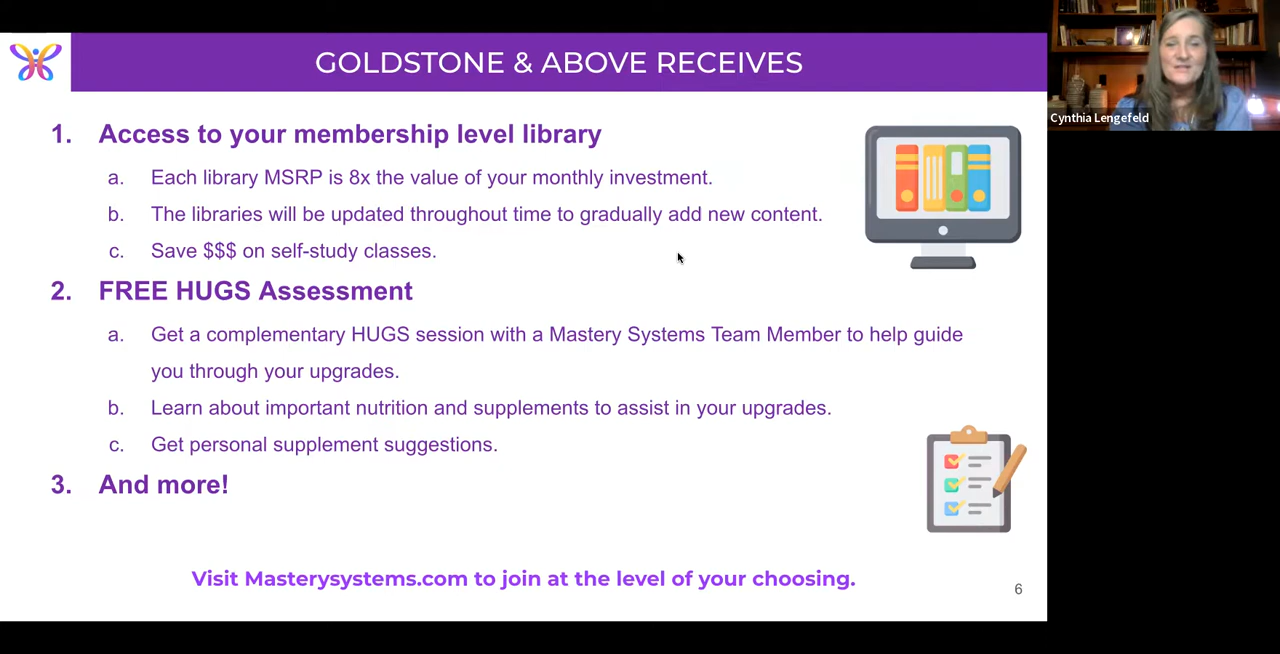 GOLDSTONE & ABOVE RECEIVES
Cynthia Lengefeld
1. Access to your membership level library
a. Each library MSRP is 8x the value of your monthly investment.
b. The libraries will be updated throughout time to gradually add new content.
c. Save $$$ on self-study classes.
2. FREE HUGS Assessment
a. Get a complementary HUGS session with a Mastery Systems Team Member to help guide
you through your upgrades.
b. Learn about important nutrition and supplements to assist in your upgrades.
c. Get personal supplement suggestions.
3. And more!
Visit Masterysystems.com to join at the level of your choosing.
6